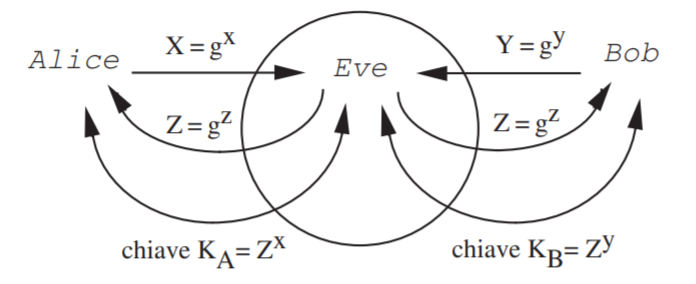 Alice
X = g^x
Eve
Y = g^y
Bob
Z = g^z
Z = g^z
chiave K_A = Z^x
chiave K_B = Z^y